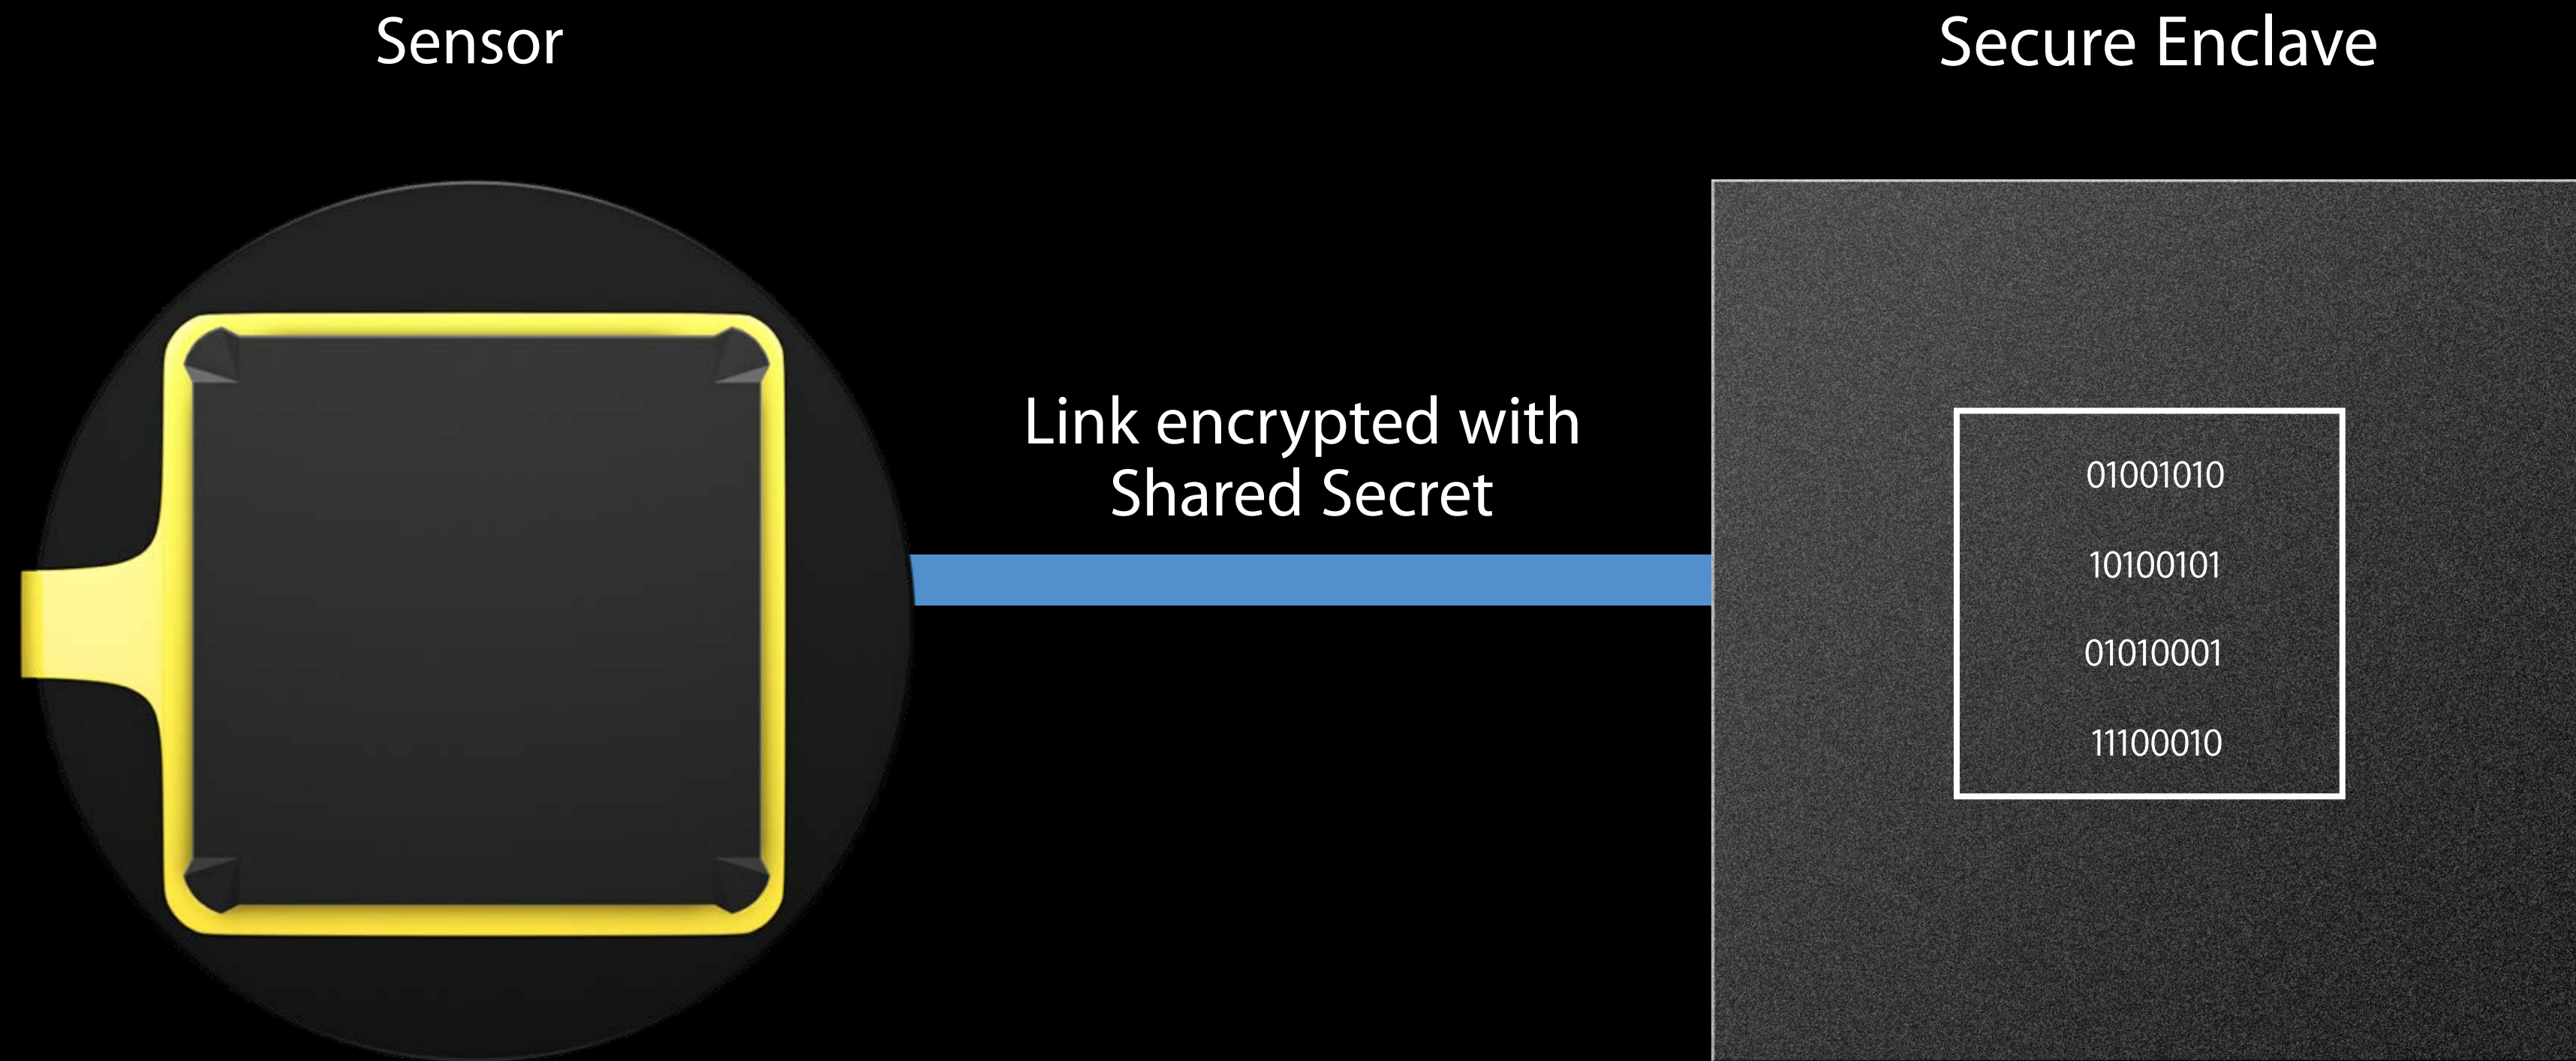 Sensor
Secure Enclave
Link encrypted with
Shared Secret
01001010
10100101
01010001
11100010